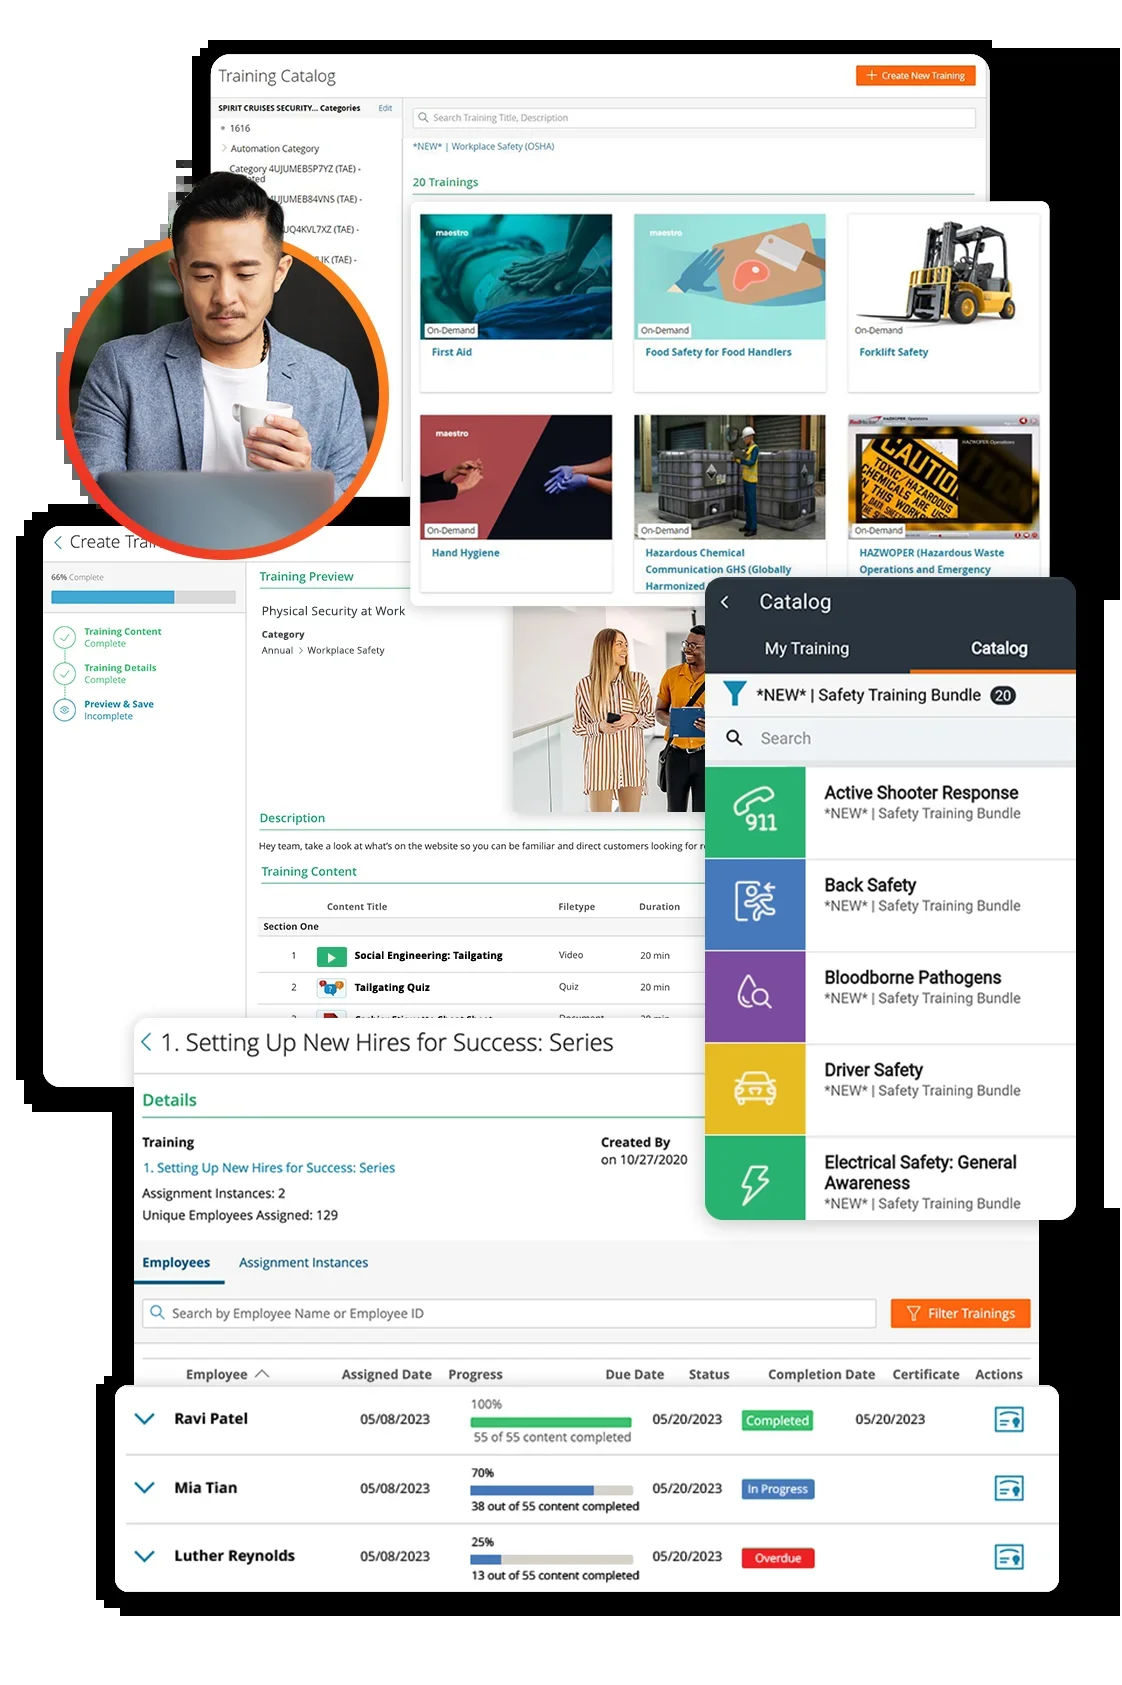 Training Catalog
+ Create New Training
SPIRIT CRUISES SECURITY... Categories
Edit
1616
Automation Category
Category 4UJUMEB5P7YZ (TAE) -
UJUMEB84VNS (TAE) -
UQ4KVL7XZ (TAE) -
(TAE) -
Search Training Title, Description
*NEW* | Workplace Safety (OSHA)
20 Trainings
maestro
On-Demand
First Aid
maestro
On-Demand
Food Safety for Food Handlers
On-Demand
Forklift Safety
maestro
On-Demand
Hand Hygiene
On-Demand
Hazardous Chemical
Communication GHS (Globally
Harmonized
HAZWOPER Operations
HAZWOPER: Operations
CAUTION
TOXIC/HAZARDOUS
CHEMICALS ARE USED
On-Demand
HAZWOPER (Hazardous Waste
Operations and Emergency
Create Trai
66% Complete
Training Content
Complete
Training Details
Complete
Preview & Save
Incomplete
Training Preview
Physical Security at Work
Category
Annual > Workplace Safety
Description
Hey team, take a look at what's on the website so you can be familiar and direct customers looking for
Training Content
Content Title Filetype Duration
Section One
1 Social Engineering: Tailgating Video 20 min
2 Tailgating Quiz Quiz 20 min
Catalog
My Training
Catalog
*NEW* | Safety Training Bundle 20
Search
911
Active Shooter Response
*NEW* | Safety Training Bundle
Back Safety
*NEW* | Safety Training Bundle
Bloodborne Pathogens
*NEW* | Safety Training Bundle
Driver Safety
*NEW* | Safety Training Bundle
Electrical Safety: General
Awareness
*NEW* | Safety Training Bundle
1. Setting Up New Hires for Success: Series
Details
Training
1. Setting Up New Hires for Success: Series
Assignment Instances: 2
Unique Employees Assigned: 129
Created By
on 10/27/2020
Employees
Assignment Instances
Search by Employee Name or Employee ID
Filter Trainings
Employee Assigned Date Progress Due Date Status Completion Date Certificate Actions
100%
Ravi Patel 05/08/2023 05/20/2023 Completed 05/20/2023
55 of 55 content completed
70%
Mia Tian 05/08/2023 05/20/2023 In Progress
38 out of 55 content completed
25%
Luther Reynolds 05/08/2023 05/20/2023 Overdue
13 out of 55 content completed